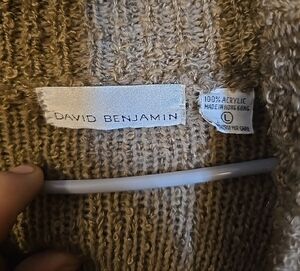 DAVID BENJAMIN
100% ACRYLIC
MADE IN HONG KONG
L